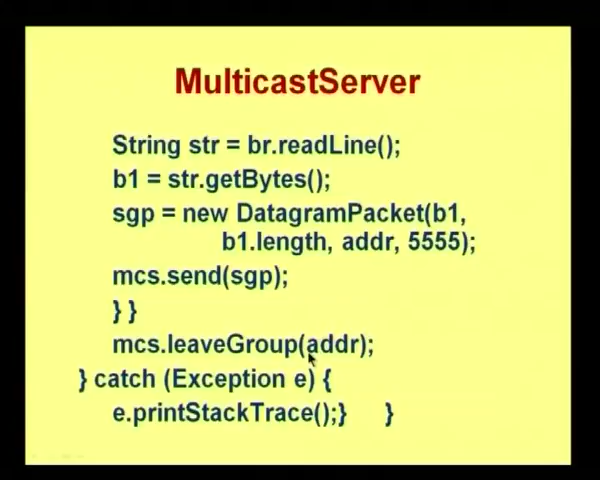 MulticastServer
String str = br.readLine();
b1 = str.getBytes();
sgp = new DatagramPacket(b1,
b1.length, addr, 5555);
mcs.send(sgp);
} }
mcs.leaveGroup(addr);
} catch (Exception e) {
e.printStackTrace();} }